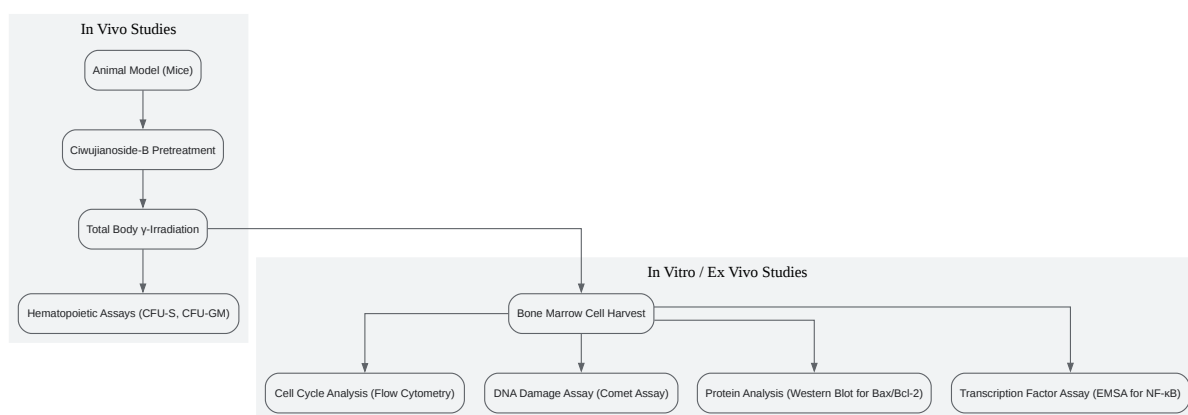 In Vivo Studies
Animal Model (Mice)
Ciwujianoside-B Pretreatment
Total Body γ-Irradiation
Hematopoietic Assays (CFU-S, CFU-GM)
In Vitro / Ex Vivo Studies
Bone Marrow Cell Harvest
Cell Cycle Analysis (Flow Cytometry)
DNA Damage Assay (Comet Assay)
Protein Analysis (Western Blot for Bax/Bcl-2)
Transcription Factor Assay (EMSA for NF-κB)